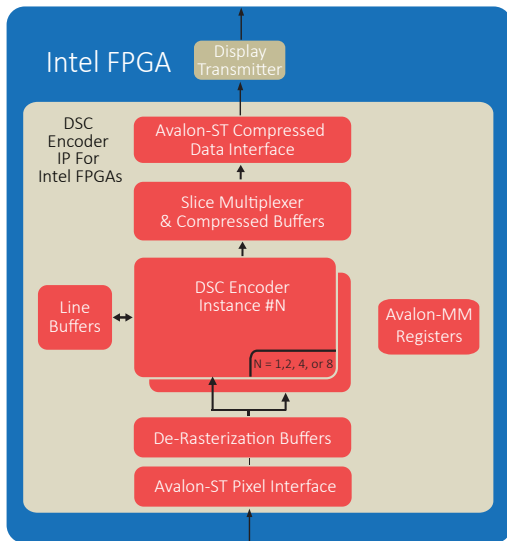 Intel FPGA
Display
Transmitter
DSC
Encoder
IP For
Intel FPGAs
Avalon-ST Compressed
Data Interface
Slice Multiplexer
& Compressed Buffers
DSC Encoder
Instance #N
Line
Buffers
Avalon-MM
Registers
N = 1,2, 4, or 8
De-Rasterization Buffers
Avalon-ST Pixel Interface